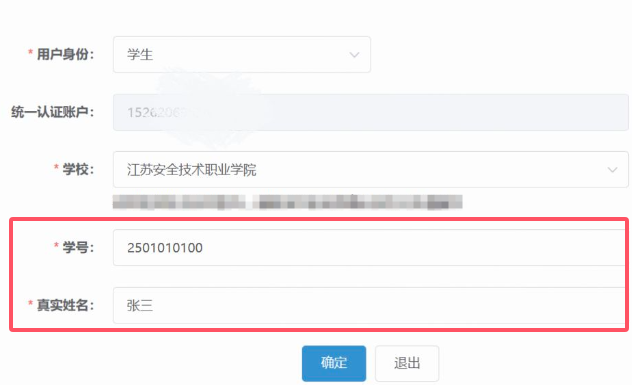 * 用户身份： 学生
统一认证账户：
* 学校： 江苏安全技术职业学院
* 学号： 2501010100
* 真实姓名： 张三
确定 退出